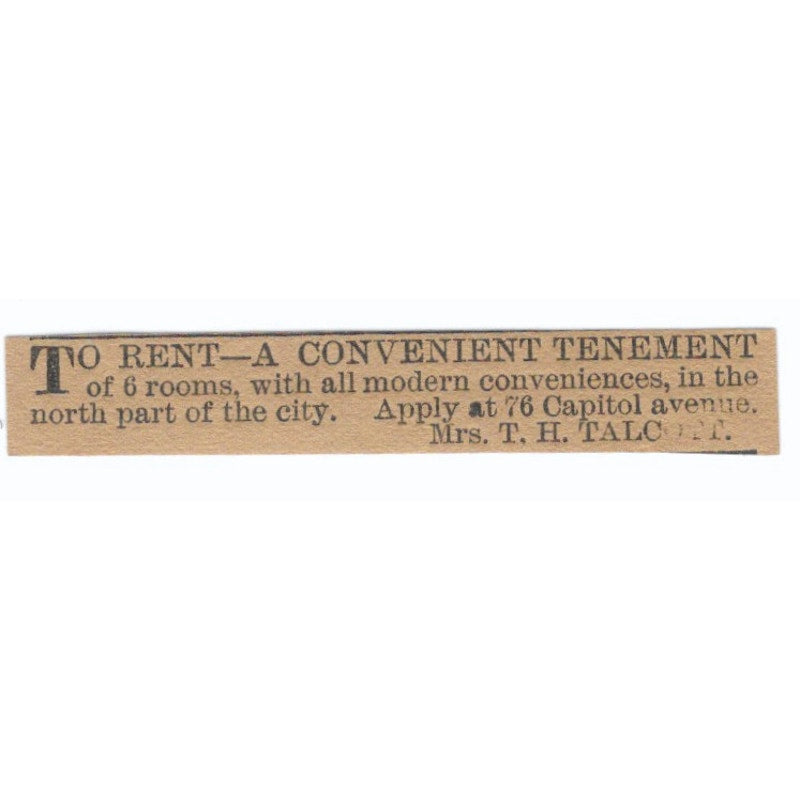 TO RENT—A CONVENIENT TENEMENT
of 6 rooms, with all modern conveniences, in the
north part of the city. Apply at 76 Capitol avenue.
Mrs. T. H. TALCOTT.